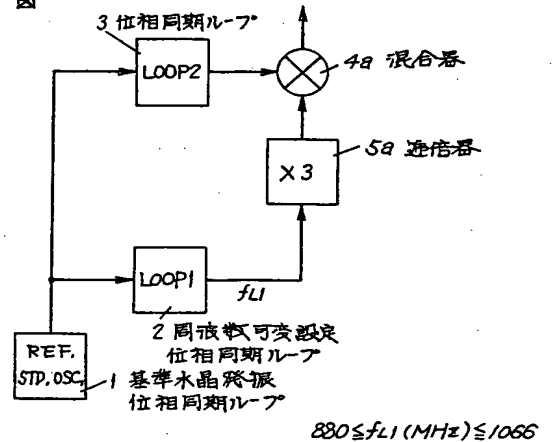 図
3 位相同期ループ
LOOP2
4a 混合器
5a 逓倍器
×3
LOOP1
fL1
2 周波数可変設定
位相同期ループ
REF.
STD. OSC.
1 基準水晶発振
位相同期ループ
880≦fL1(MHz)≦1066